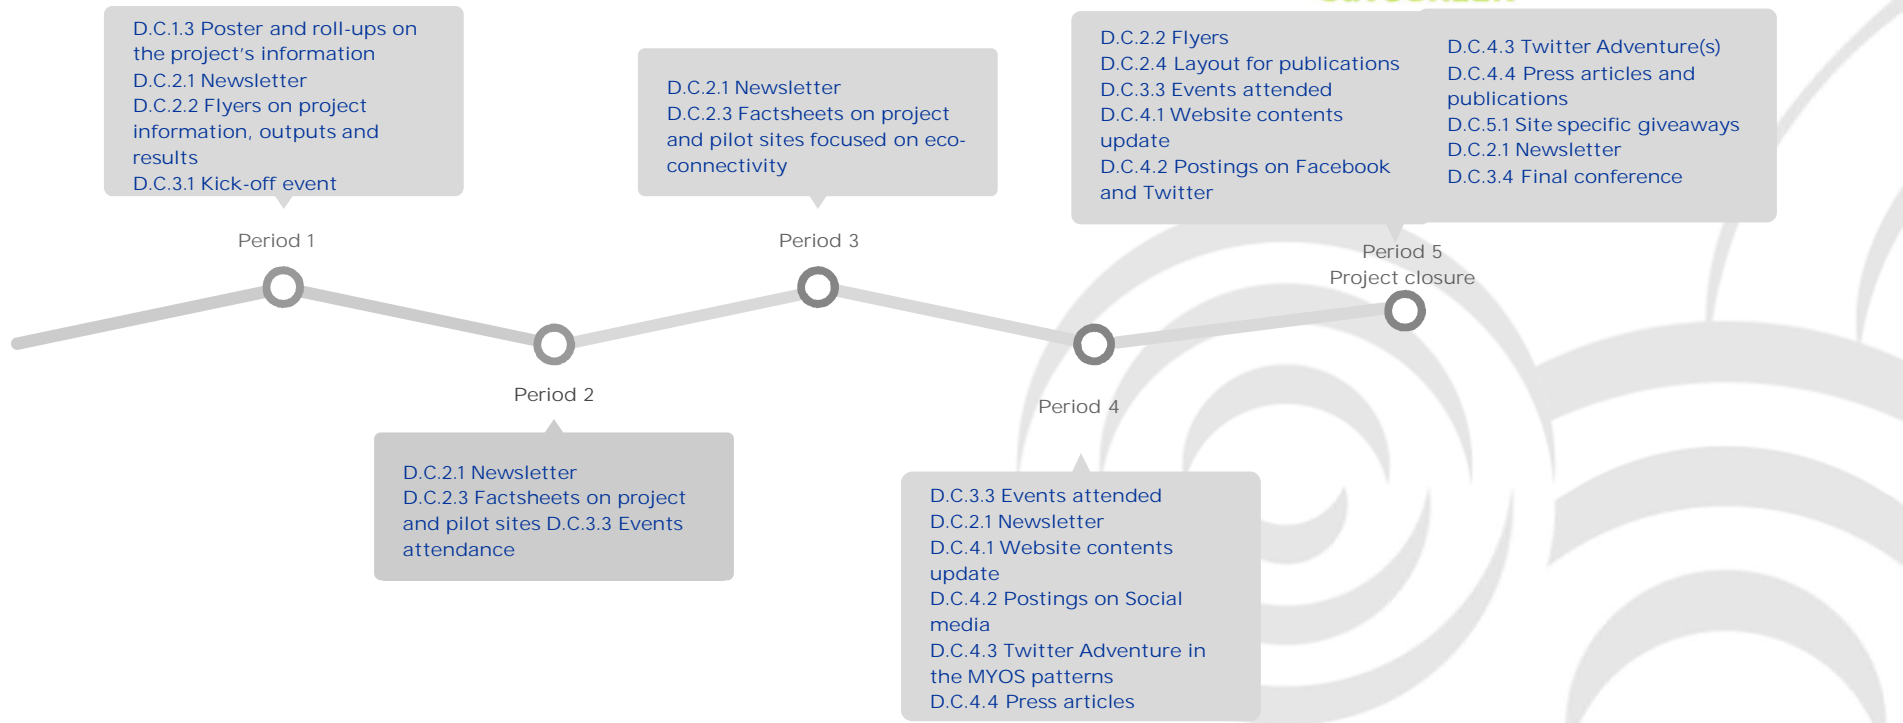 D.C.1.3 Poster and roll-ups on
the project's information
D.C.2.1 Newsletter
D.C.2.2 Flyers on project
information, outputs and
results
D.C.3.1 Kick-off event
Period 1
Period 2
D.C.2.1 Newsletter
D.C.2.3 Factsheets on project
and pilot sites D.C.3.3 Events
attendance
D.C.2.1 Newsletter
D.C.2.3 Factsheets on project
and pilot sites focused on eco-
connectivity
Period 3
Period 4
D.C.3.3 Events attended
D.C.2.1 Newsletter
D.C.4.1 Website contents
update
D.C.4.2 Postings on Social
media
D.C.4.3 Twitter Adventure in
the MYOS patterns
D.C.4.4 Press articles
D.C.2.2 Flyers
D.C.2.4 Layout for publications
D.C.3.3 Events attended
D.C.4.1 Website contents
update
D.C.4.2 Postings on Facebook
and Twitter
D.C.4.3 Twitter Adventure(s)
D.C.4.4 Press articles and
publications
D.C.5.1 Site specific giveaways
D.C.2.1 Newsletter
D.C.3.4 Final conference
Period 5
Project closure